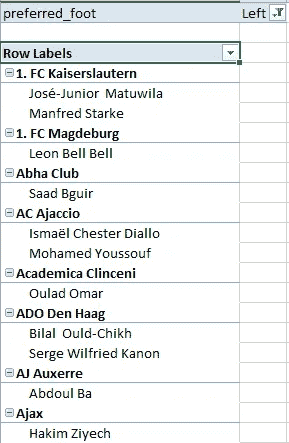 preferred_foot Left
Row Labels
1. FC Kaiserslautern
José-Junior Matuwila
Manfred Starke
1. FC Magdeburg
Leon Bell Bell
Abha Club
Saad Bguir
AC Ajaccio
Ismaël Chester Diallo
Mohamed Youssouf
Academica Clinceni
Oulad Omar
ADO Den Haag
Bilal Ould-Chikh
Serge Wilfried Kanon
AJ Auxerre
Abdoul Ba
Ajax
Hakim Ziyech